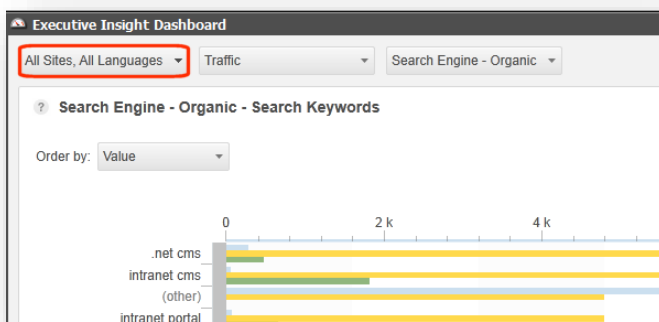 Executive Insight Dashboard
All Sites, All Languages Traffic Search Engine - Organic
? Search Engine - Organic - Search Keywords
Order by: Value
0 2 k 4 k
.net cms
intranet cms
(other)
intranet portal